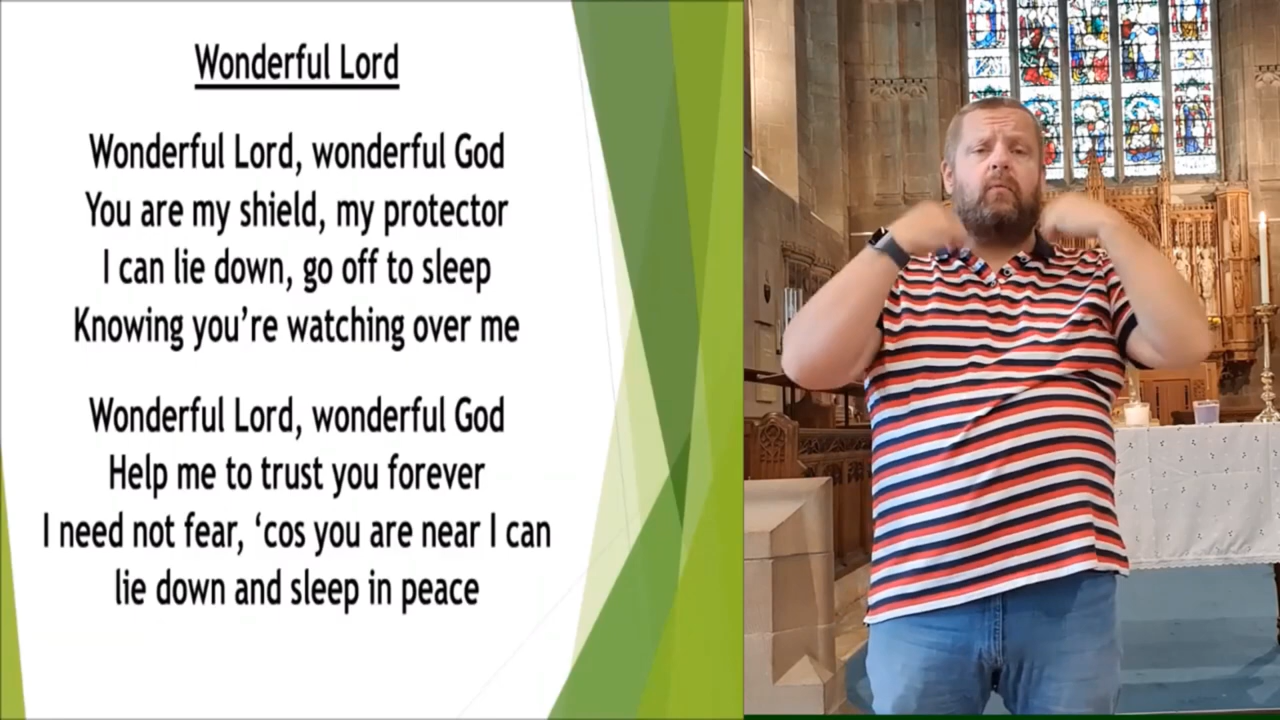 Wonderful Lord
Wonderful Lord, wonderful God
You are my shield, my protector
I can lie down, go off to sleep
Knowing you’re watching over me
Wonderful Lord, wonderful God
Help me to trust you forever
I need not fear, ‘cos you are near I can
lie down and sleep in peace